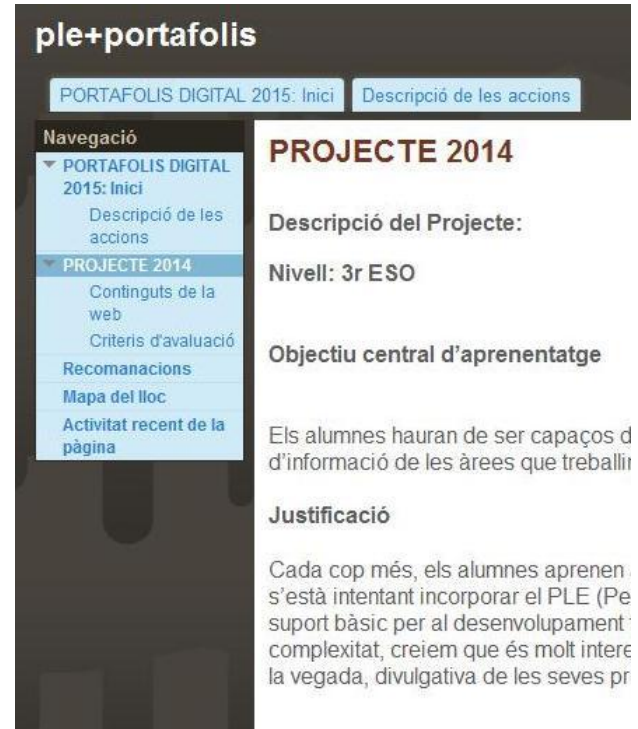 ple+portafolis
PORTAFOLIS DIGITAL 2015: Inici
Descripció de les accions
Navegació
PORTAFOLIS DIGITAL
2015: Inici
Descripció de les
accions
PROJECTE 2014
Continguts de la
web
Criteris d'avaluació
Recomanacions
Mapa del lloc
Activitat recent de la
pàgina
PROJECTE 2014
Descripció del Projecte:
Nivell: 3r ESO
Objectiu central d’aprenentatge
Els alumnes hauran de ser capaços
d’informació de les àrees que
Justificació
Cada cop més, els alumnes aprenen
s’està intentant incorporar el PLE
suport bàsic per al desenvolupament
complexitat, creiem que és molt
la vegada, divulgativa de les seves